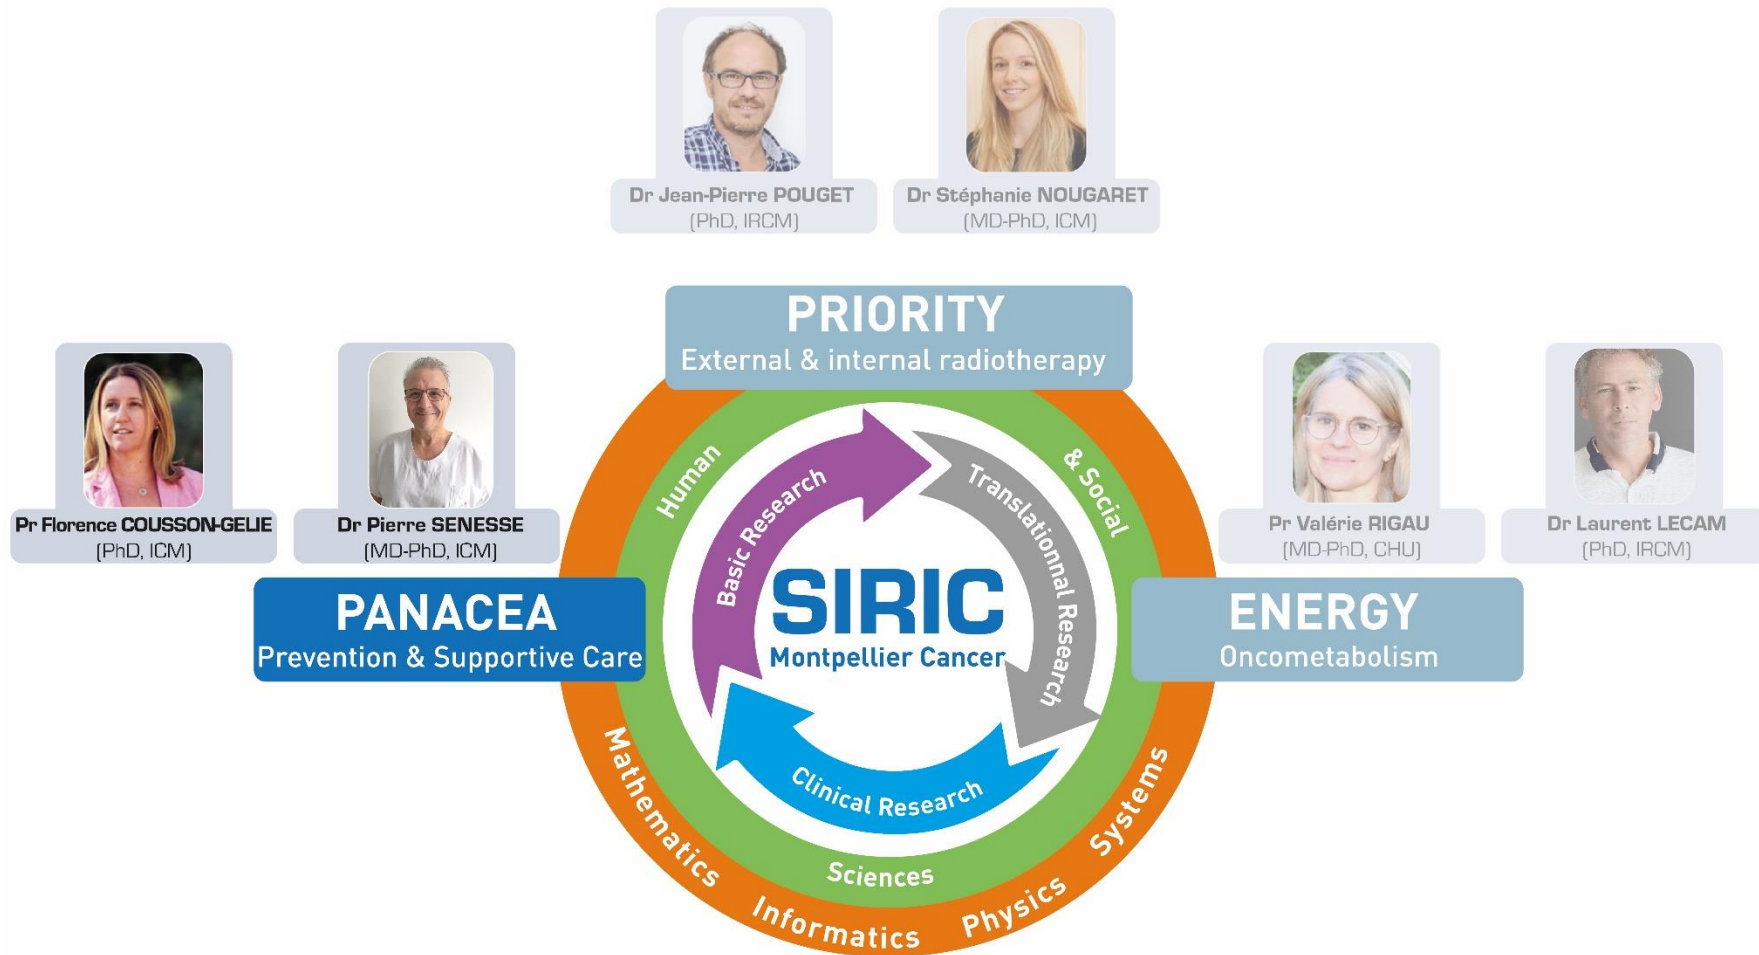 Dr Jean-Pierre POUGET
(PhD, IRCM)
Dr Stéphanie NOUGARET
(MD-PhD, ICM)
PRIORITY
External & internal radiotherapy
Pr Florence COUSSON-GELIE
(PhD, ICM)
Dr Pierre SENESSE
(MD-PhD, ICM)
PANACEA
Prevention & Supportive Care
Pr Valérie RIGAU
(MD-PhD, CHU)
Dr Laurent LECAM
(PhD, IRCM)
ENERGY
Oncometabolism
Human
& Social
Sciences
Basic Research
Translationnal Research
Clinical Research
SIRIC
Montpellier Cancer
Mathematics
Informatics
Physics
Systems